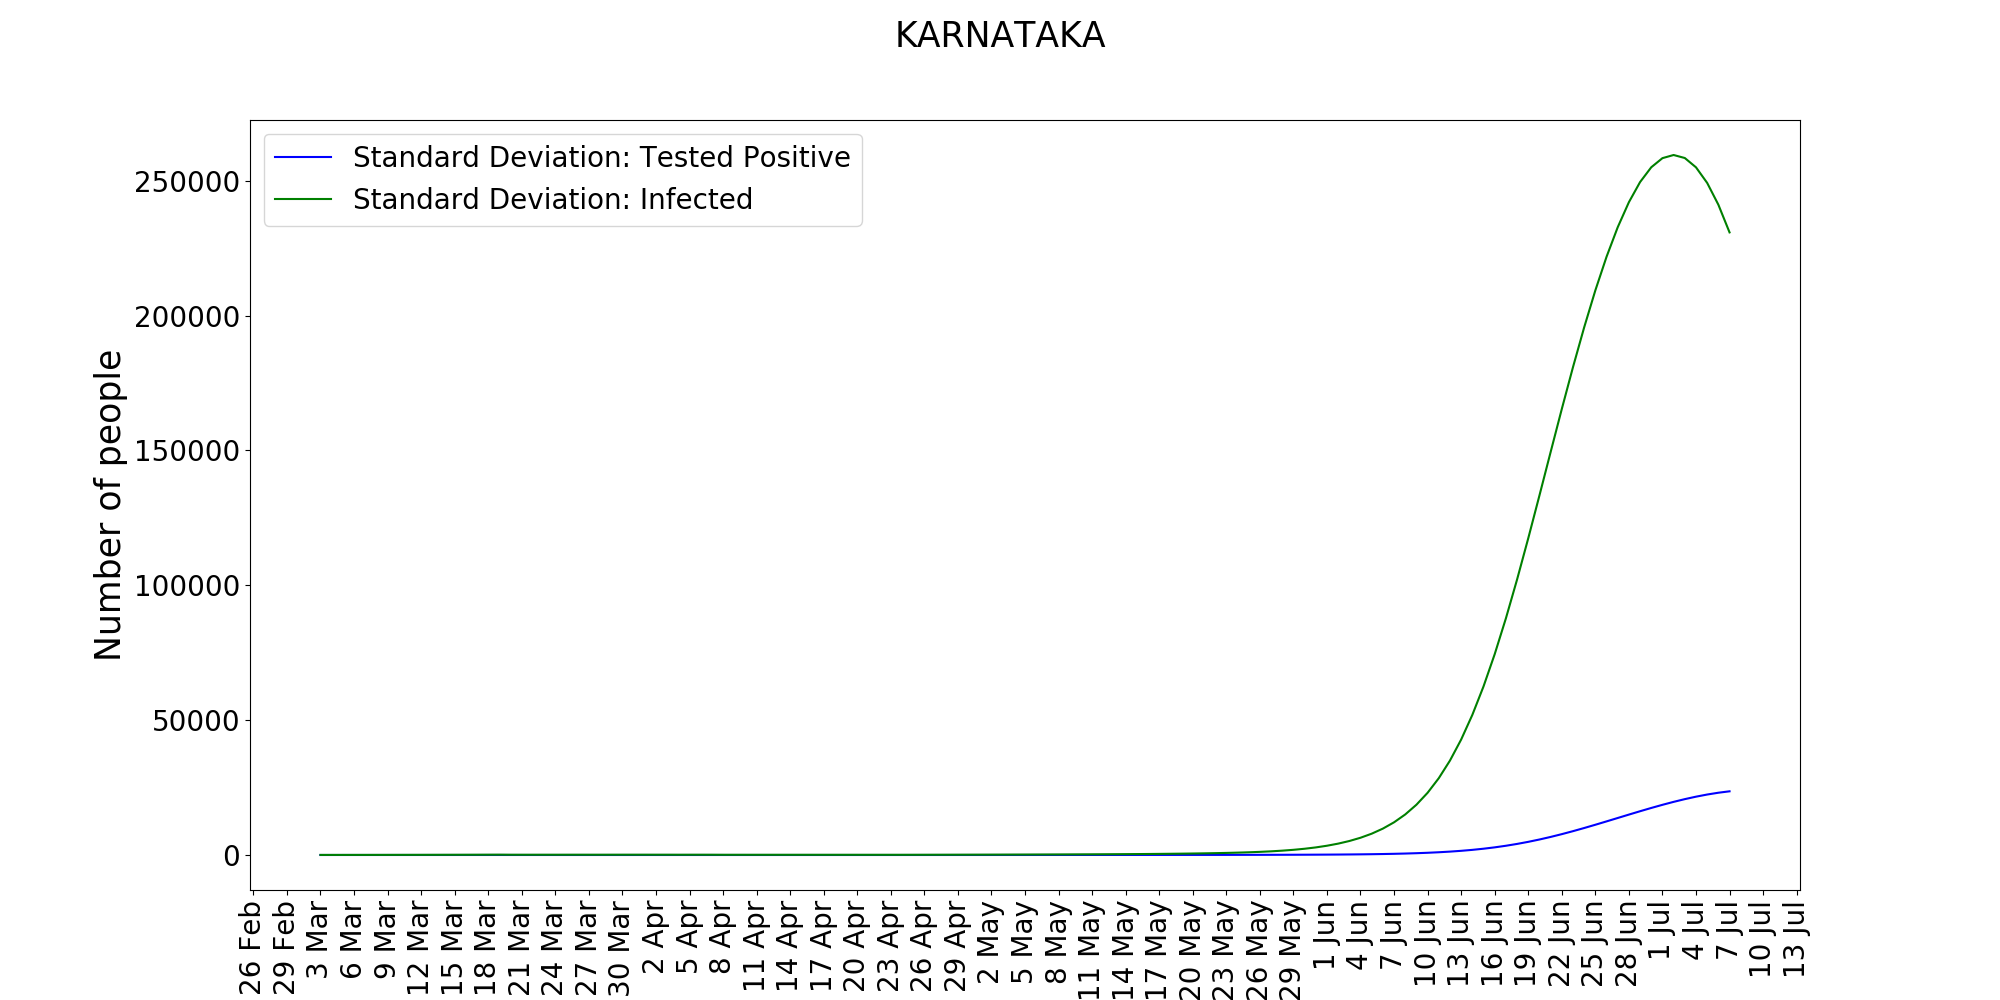 KARNATAKA
Standard Deviation: Tested Positive
Standard Deviation: Infected
Number of people
250000
200000
150000
100000
50000
0
26 Feb
29 Feb
3 Mar
6 Mar
9 Mar
12 Mar
15 Mar
18 Mar
21 Mar
24 Mar
27 Mar
30 Mar
2 Apr
5 Apr
8 Apr
11 Apr
14 Apr
17 Apr
20 Apr
23 Apr
26 Apr
29 Apr
2 May
5 May
8 May
11 May
14 May
17 May
20 May
23 May
26 May
29 May
1 Jun
4 Jun
7 Jun
10 Jun
13 Jun
16 Jun
19 Jun
22 Jun
25 Jun
28 Jun
1 Jul
4 Jul
7 Jul
10 Jul
13 Jul